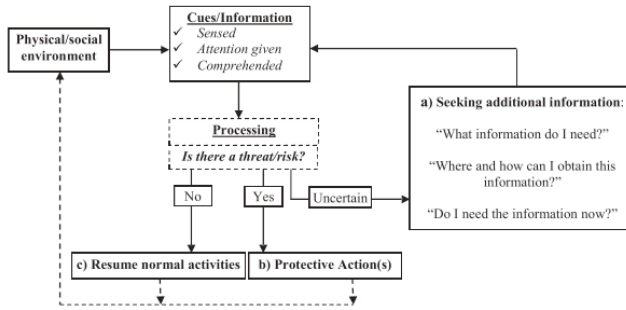 Physical/social
environment
Cues/Information
✓ Sensed
✓ Attention given
✓ Comprehended
Processing
Is there a threat/risk?
No
Yes
Uncertain
a) Seeking additional information:
“What information do I need?”
“Where and how can I obtain this
information?”
“Do I need the information now?”
c) Resume normal activities
b) Protective Action(s)